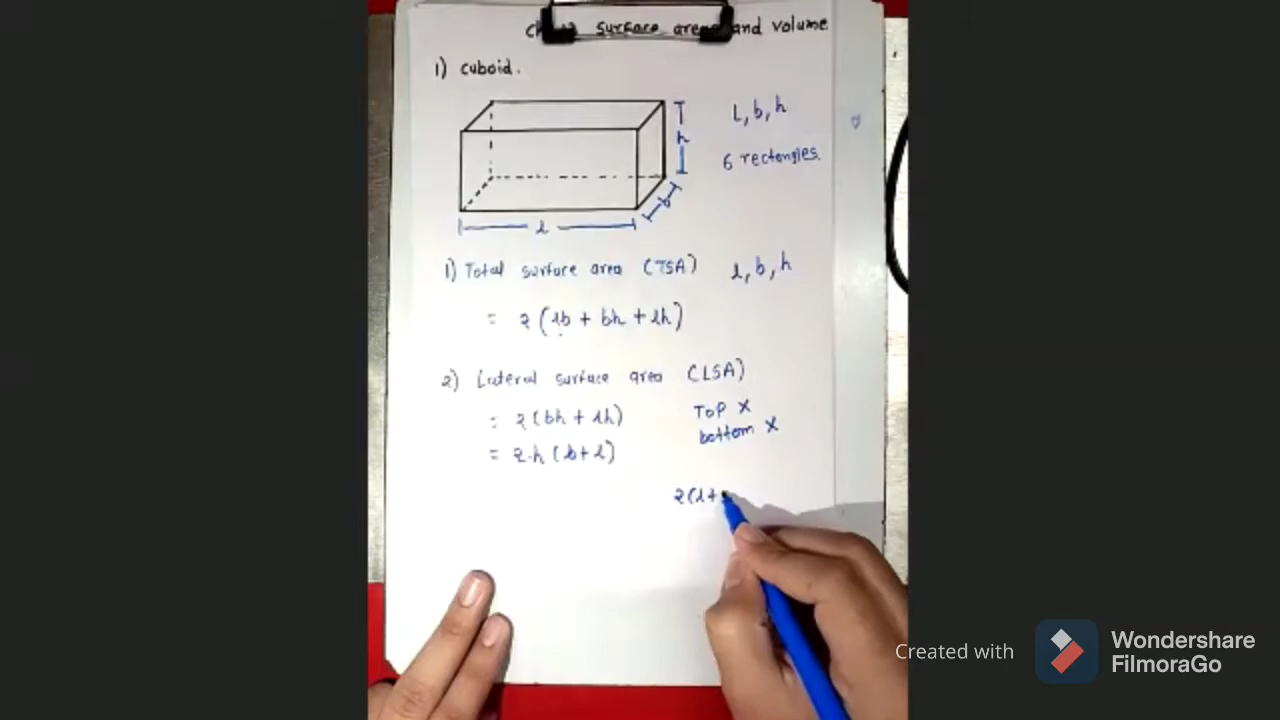 surface and volume
1) cuboid.
L, b, h
h
6 rectangles.
b
l
1) Total surface area (TSA) l, b, h
= 2 (lb + bh + lh)
2) Lateral surface area (LSA)
= 2 (bh + lh) TOP X
bottom X
= 2·h (b+l)
2(l+
Created with Wondershare
FilmoraGo